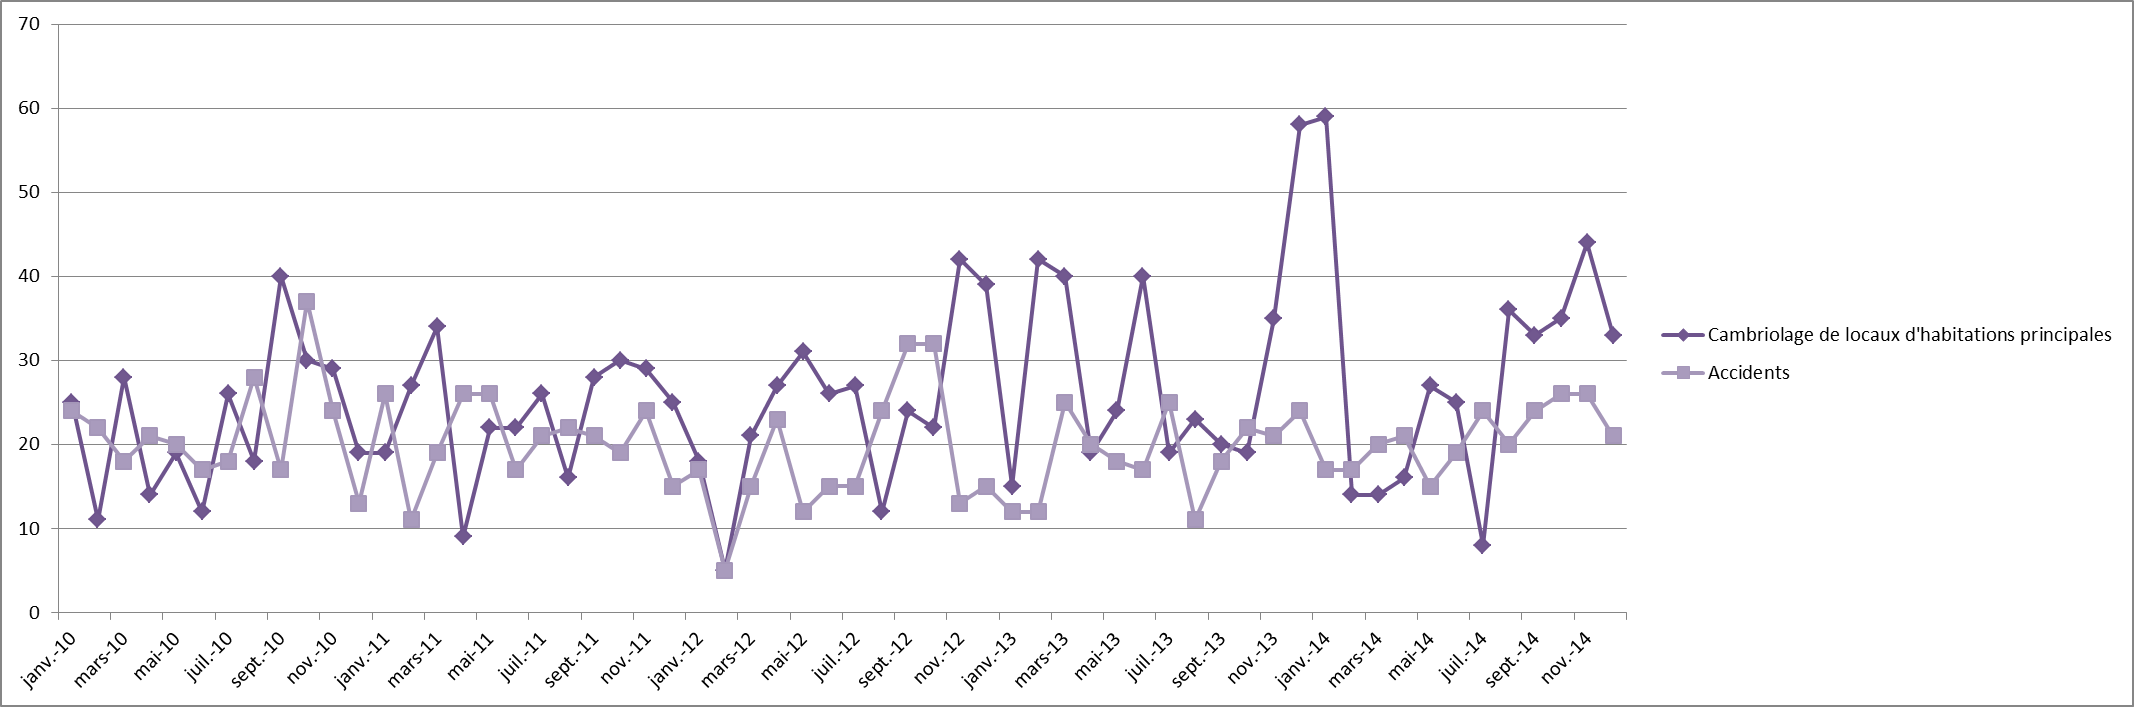 70
60
50
40
30
20
10
0
janv.-10
mars-10
mai-10
juil.-10
sept.-10
nov.-10
janv.-11
mars-11
mai-11
juil.-11
sept.-11
nov.-11
janv.-12
mars-12
mai-12
juil.-12
sept.-12
nov.-12
janv.-13
mars-13
mai-13
juil.-13
sept.-13
nov.-13
janv.-14
mars-14
mai-14
juil.-14
sept.-14
nov.-14
Cambriolage de locaux d'habitations principales
Accidents